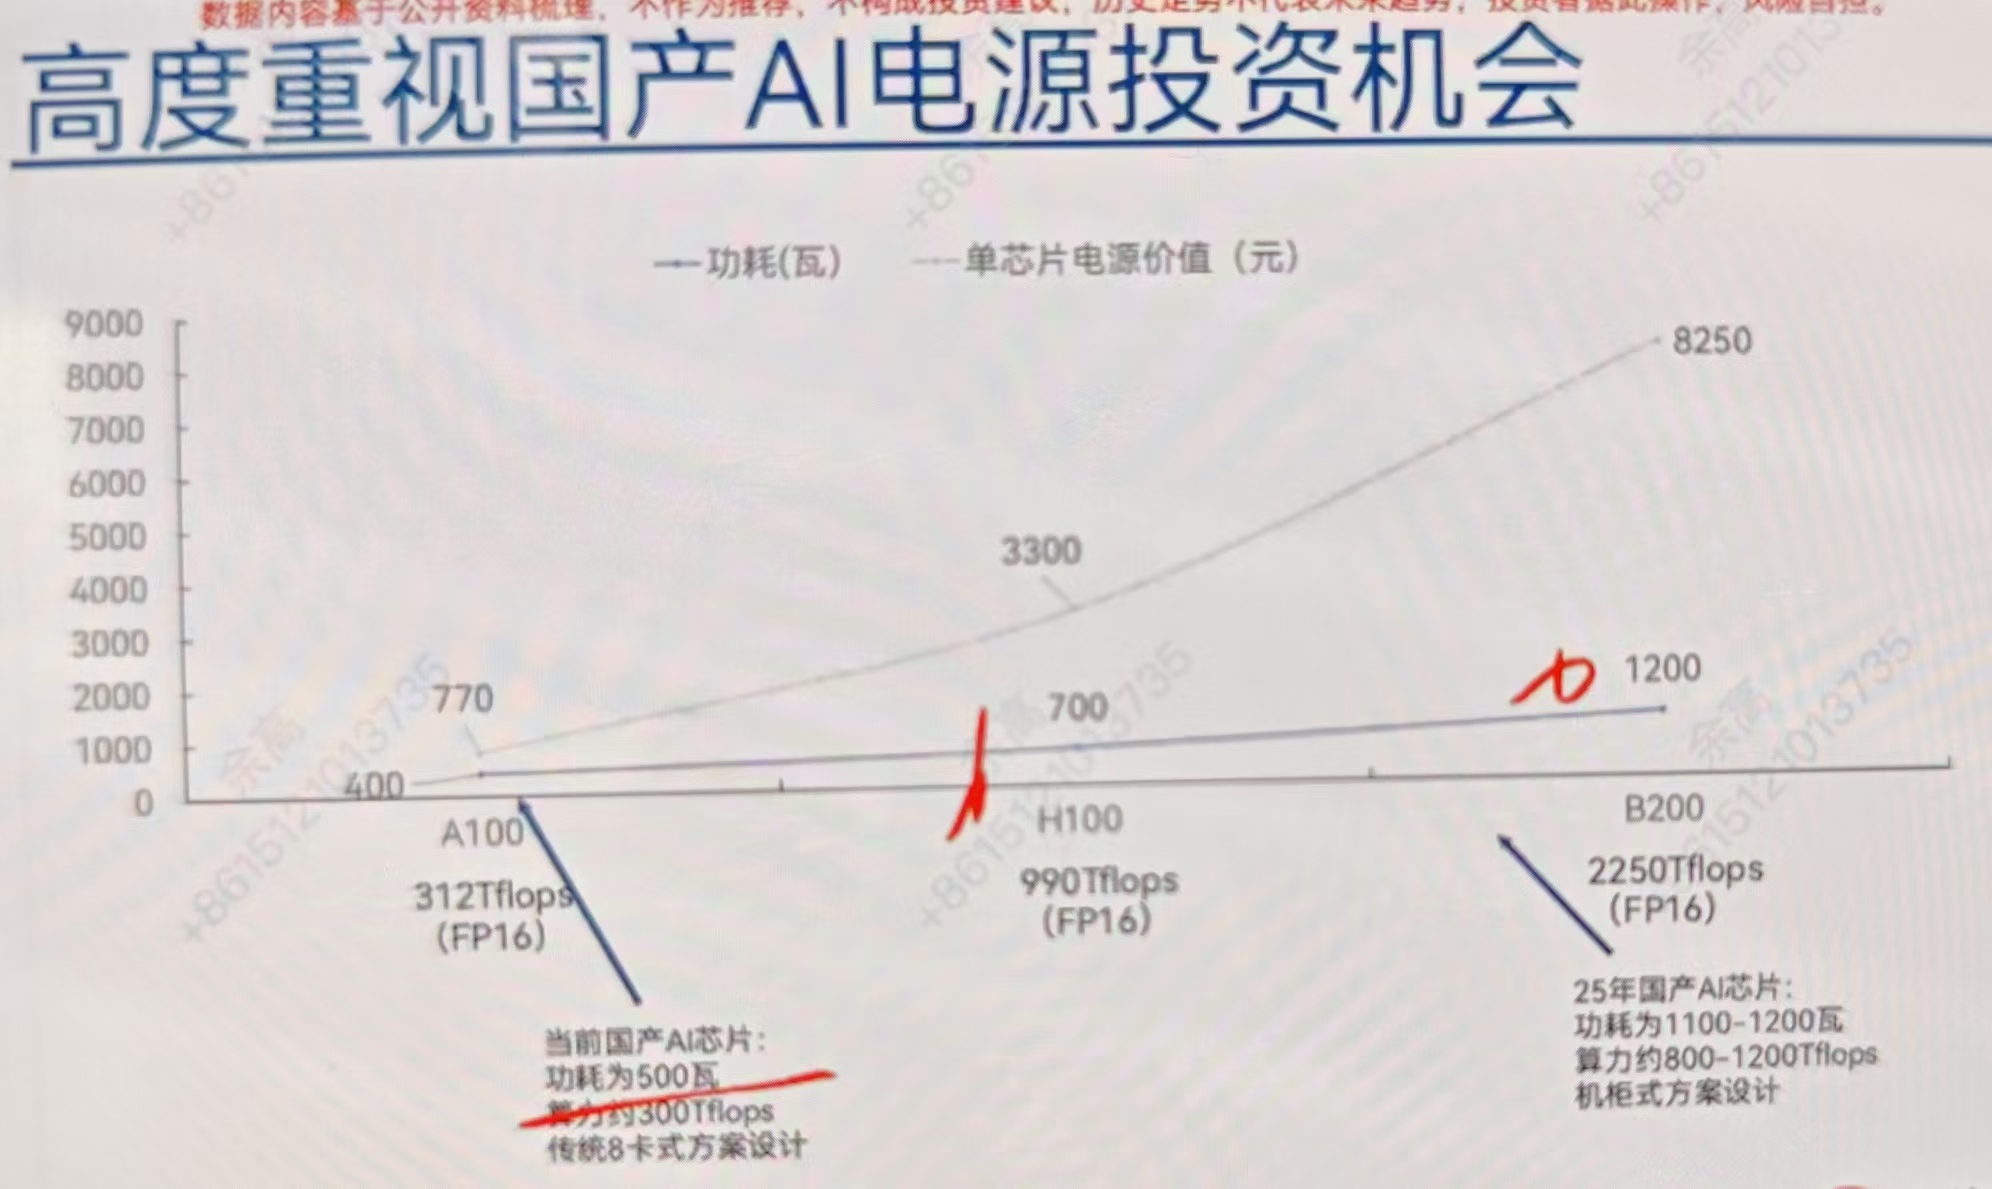 数据内容基于公开资料梳理，不作为推荐，不构成投资建议，历史走势不代表未来趋势，投资者据此操作，风险自担。
高度重视国产AI电源投资机会
功耗(瓦) 单芯片电源价值（元）
9000
8250
8000
7000
6000
5000
3300
4000
3000
770
2000
700
1200
1000
400
0
A100
H100
B200
312Tflops
(FP16)
990Tflops
(FP16)
2250Tflops
(FP16)
当前国产AI芯片:
功耗为500瓦
算力约300Tflops
传统8卡式方案设计
25年国产AI芯片:
功耗为1100-1200瓦
算力约800-1200Tflops
机柜式方案设计
余高
+8615121013735